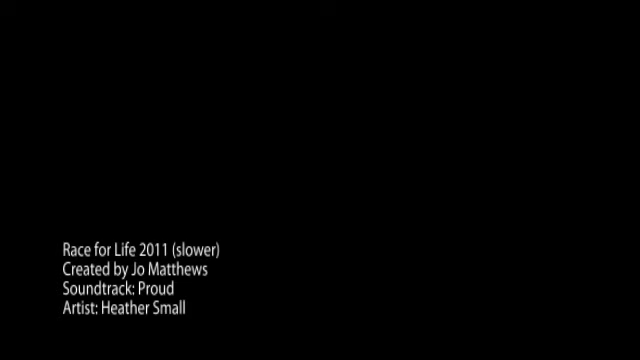 Race for Life 2011 (slower)
Created by Jo Matthews
Soundtrack: Proud
Artist: Heather Small